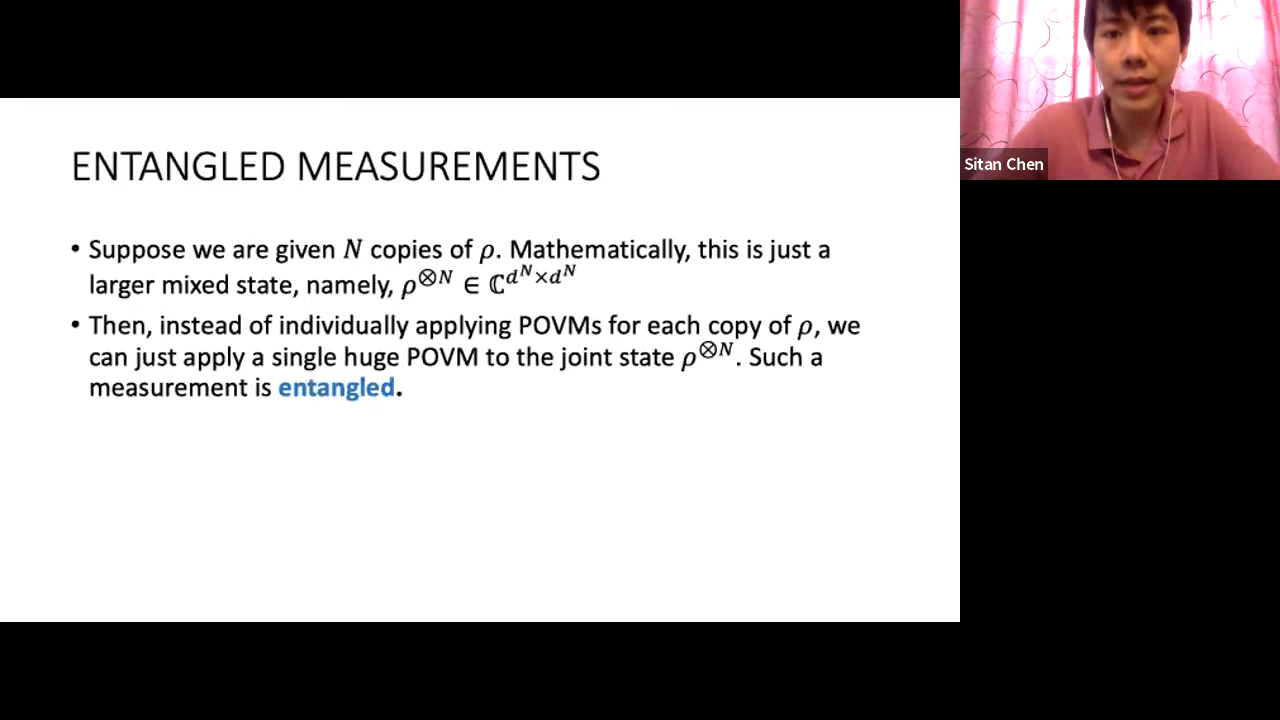 ENTANGLED MEASUREMENTS
• Suppose we are given 𝑁 copies of 𝜌. Mathematically, this is just a
larger mixed state, namely, 𝜌^{⊗𝑁} ∈ ℂ^{𝑑^𝑁×𝑑^𝑁}
• Then, instead of individually applying POVMs for each copy of 𝜌, we
can just apply a single huge POVM to the joint state 𝜌^{⊗𝑁}. Such a
measurement is entangled.
Sitan Chen